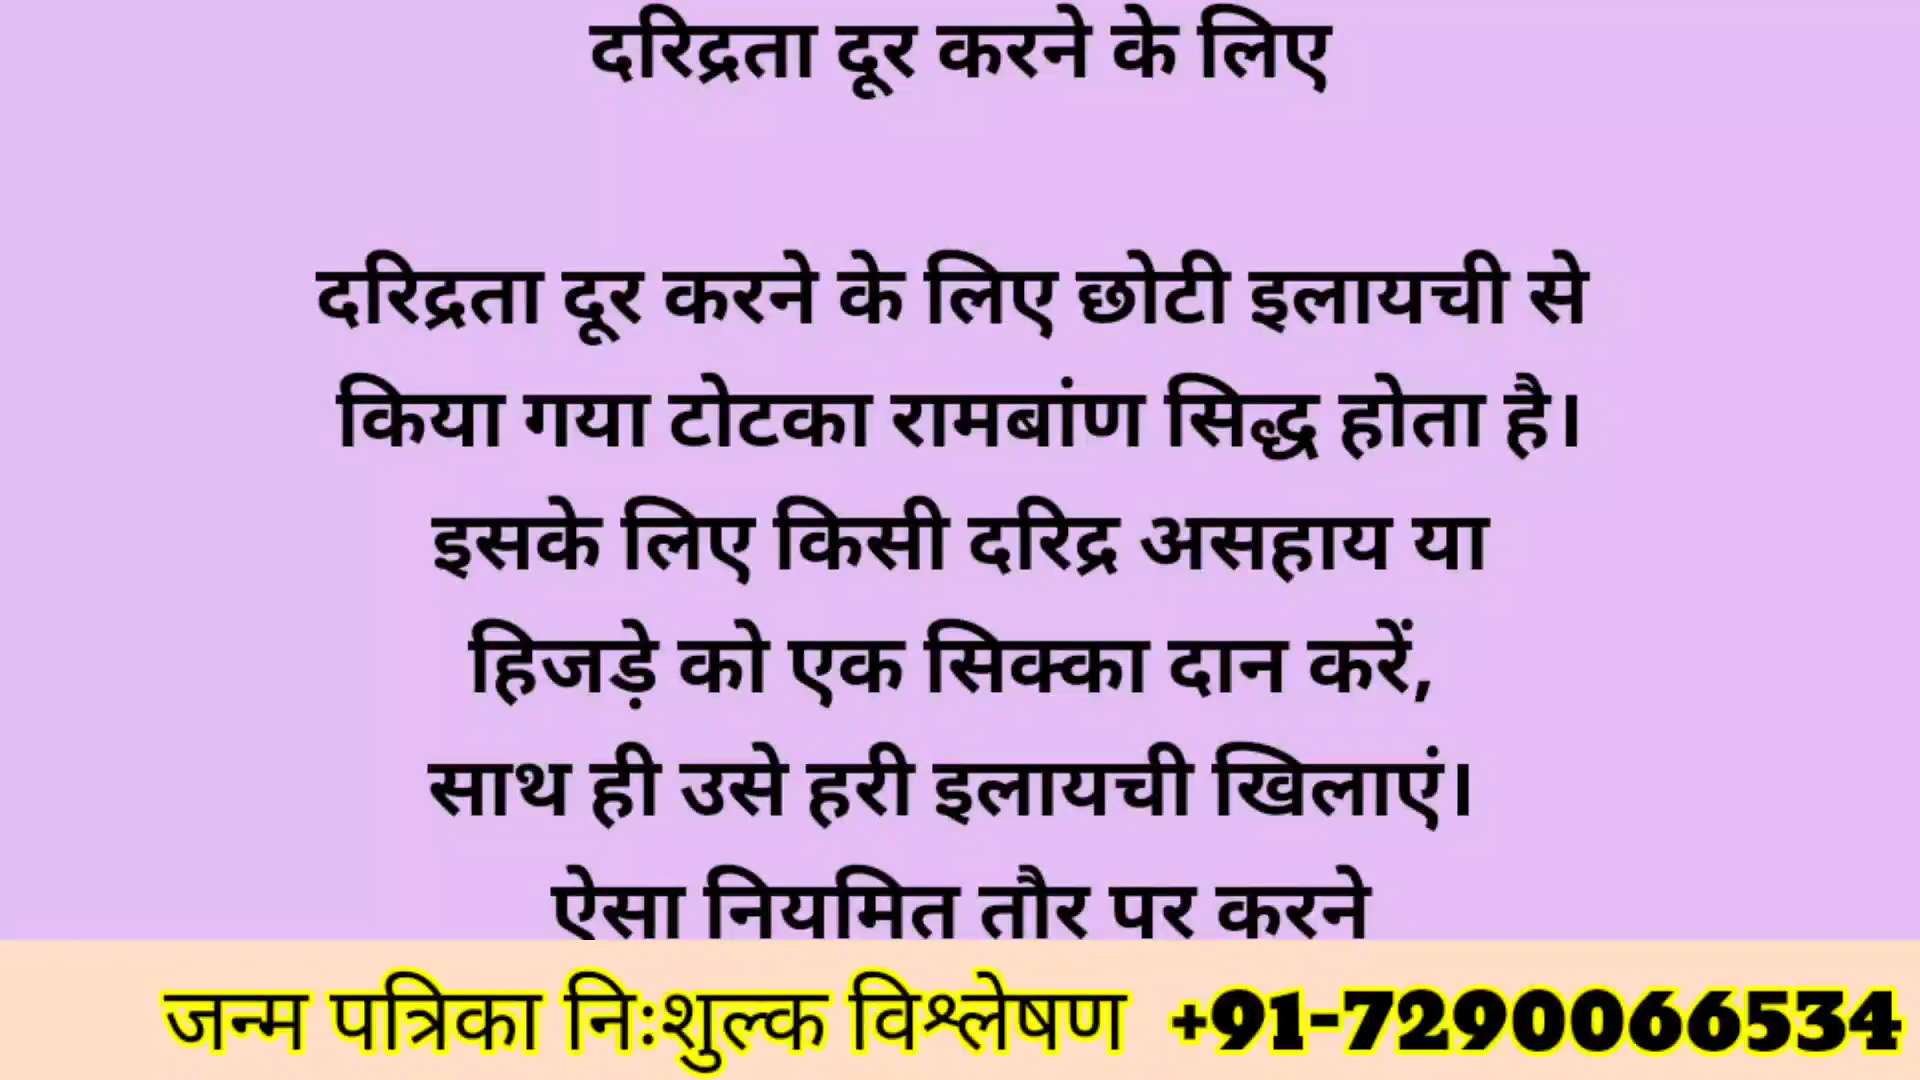 दरिद्रता दूर करने के लिए
दरिद्रता दूर करने के लिए छोटी इलायची से
किया गया टोटका रामबांण सिद्ध होता है।
इसके लिए किसी दरिद्र असहाय या
हिजड़े को एक सिक्का दान करें,
साथ ही उसे हरी इलायची खिलाएं।
ऐसा नियमित तौर पर करने
जन्म पत्रिका निःशुल्क विश्लेषण +91-7290066534